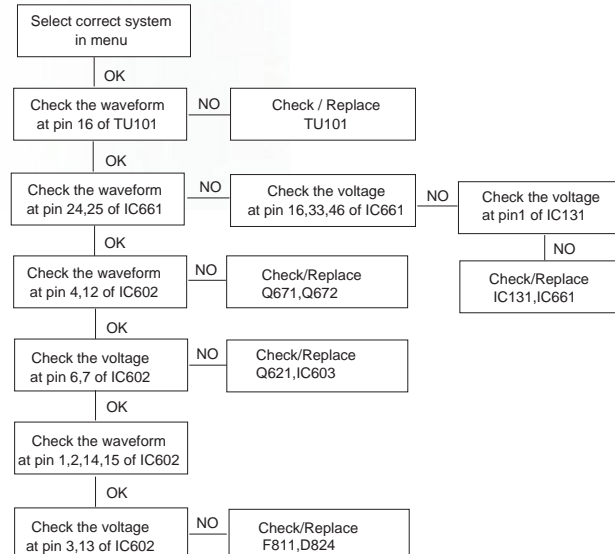 Select correct system
in menu
OK
Check the waveform
at pin 16 of TU101
NO
Check / Replace
TU101
OK
Check the waveform
at pin 24,25 of IC661
NO
Check the voltage
at pin 16,33,46 of IC661
NO
Check the voltage
at pin1 of IC131
NO
Check/Replace
IC131,IC661
OK
Check the waveform
at pin 4,12 of IC602
NO
Check/Replace
Q671,Q672
OK
Check the voltage
at pin 6,7 of IC602
NO
Check/Replace
Q621,IC603
OK
Check the waveform
at pin 1,2,14,15 of IC602
OK
Check the voltage
at pin 3,13 of IC602
NO
Check/Replace
F811,D824